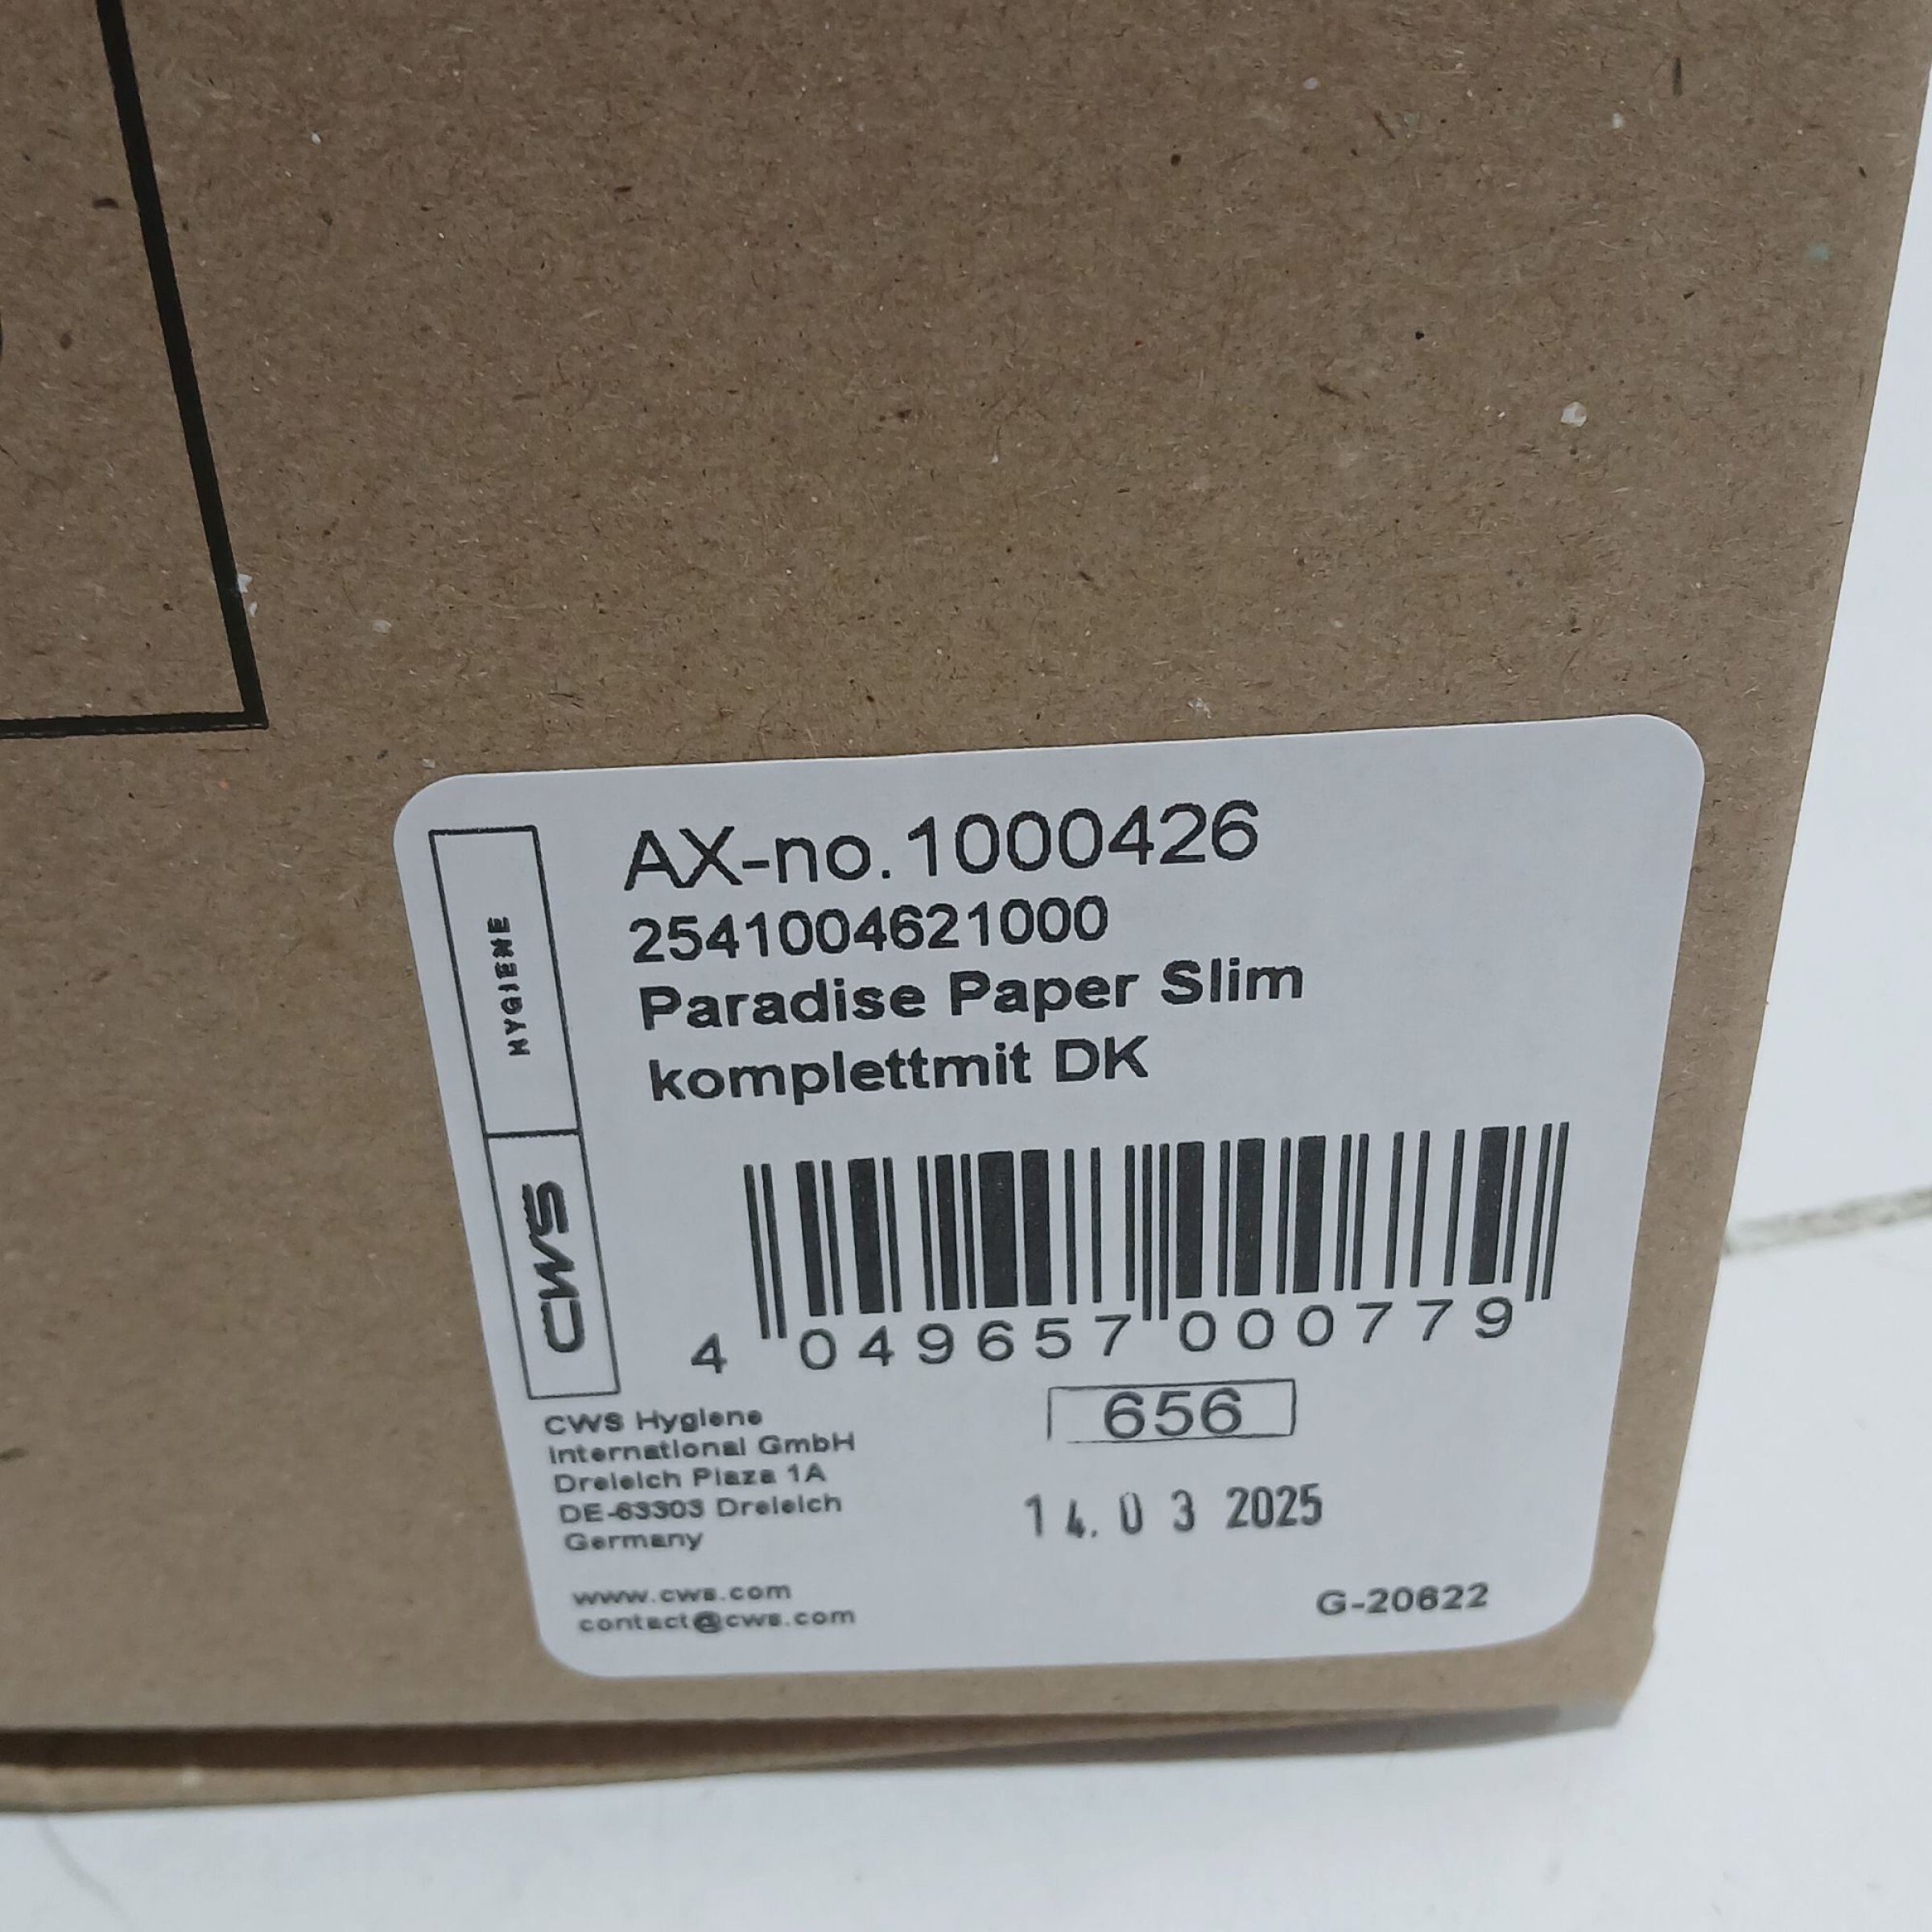 AX-no.1000426
2541004621000
Paradise Paper Slim
komplettmit DK
HYGIENE
CWS
4 049657 000779
656
CWS Hygiene
International GmbH
Dreieich Plaza 1A
DE-63303 Dreieich
Germany
14.03 2025
www.cws.com
contact@cws.com
G-20622